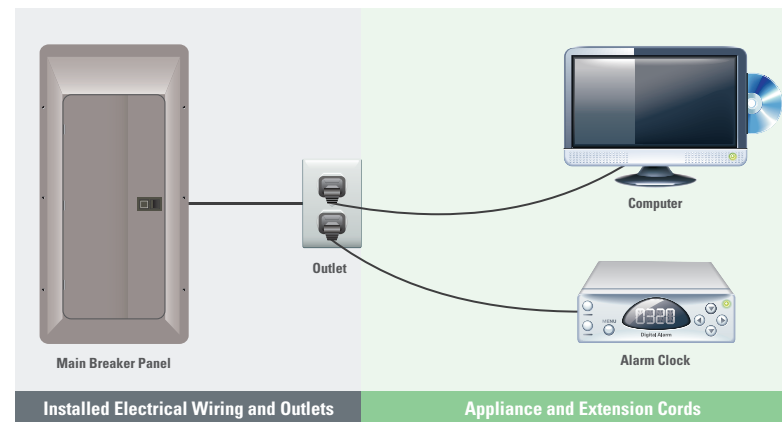 Computer
Outlet
0320
MENU
Digital Alarm
Main Breaker Panel
Alarm Clock
Installed Electrical Wiring and Outlets
Appliance and Extension Cords